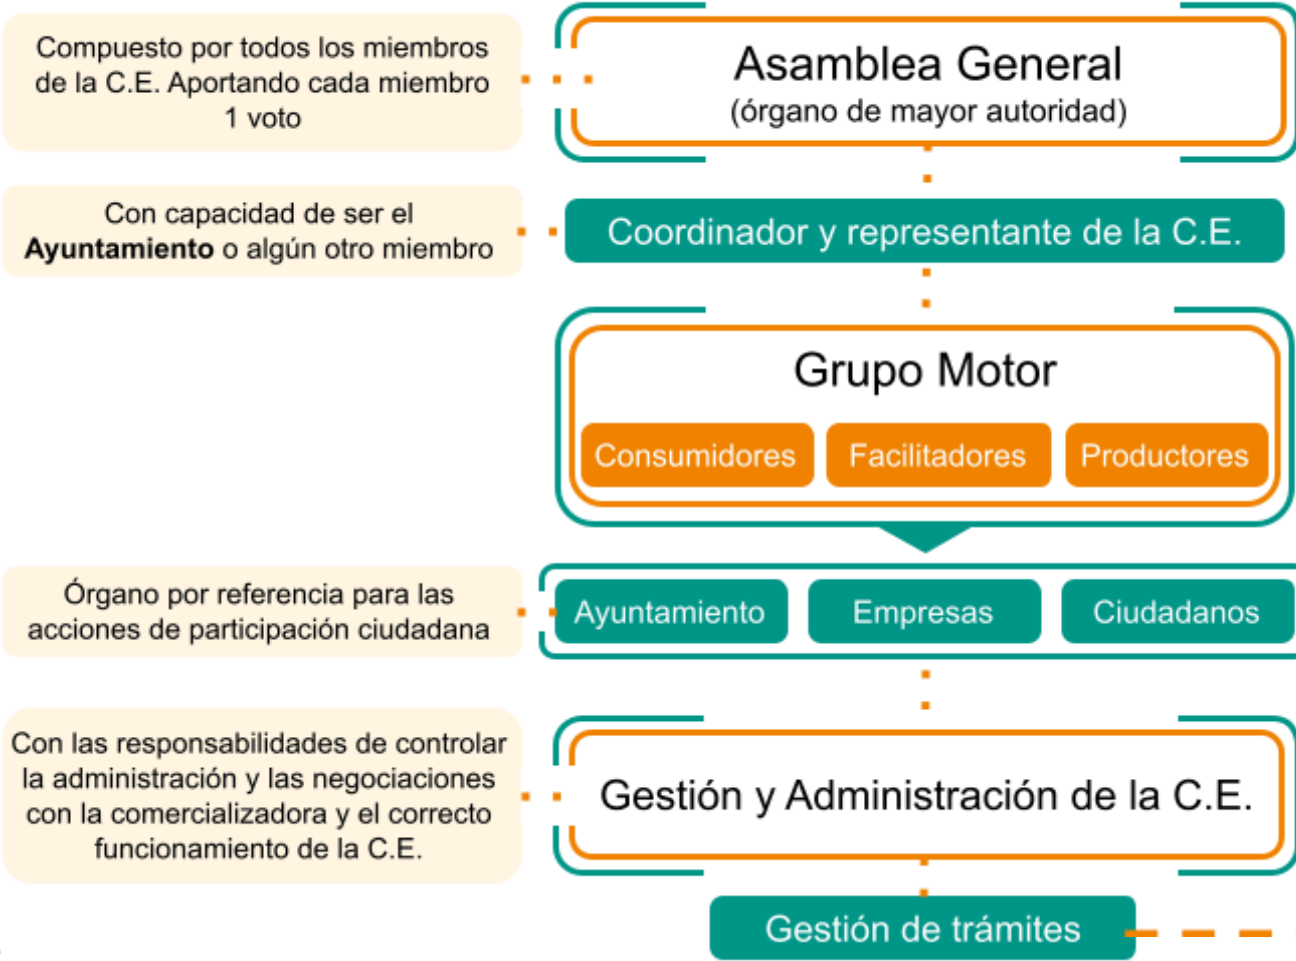 Compuesto por todos los miembros
de la C.E. Aportando cada miembro
1 voto
Asamblea General
(órgano de mayor autoridad)
Con capacidad de ser el
Ayuntamiento o algún otro miembro
Coordinador y representante de la C.E.
Grupo Motor
Consumidores
Facilitadores
Productores
Órgano por referencia para las
acciones de participación ciudadana
Ayuntamiento
Empresas
Ciudadanos
Con las responsabilidades de controlar
la administración y las negociaciones
con la comercializadora y el correcto
funcionamiento de la C.E.
Gestión y Administración de la C.E.
Gestión de trámites